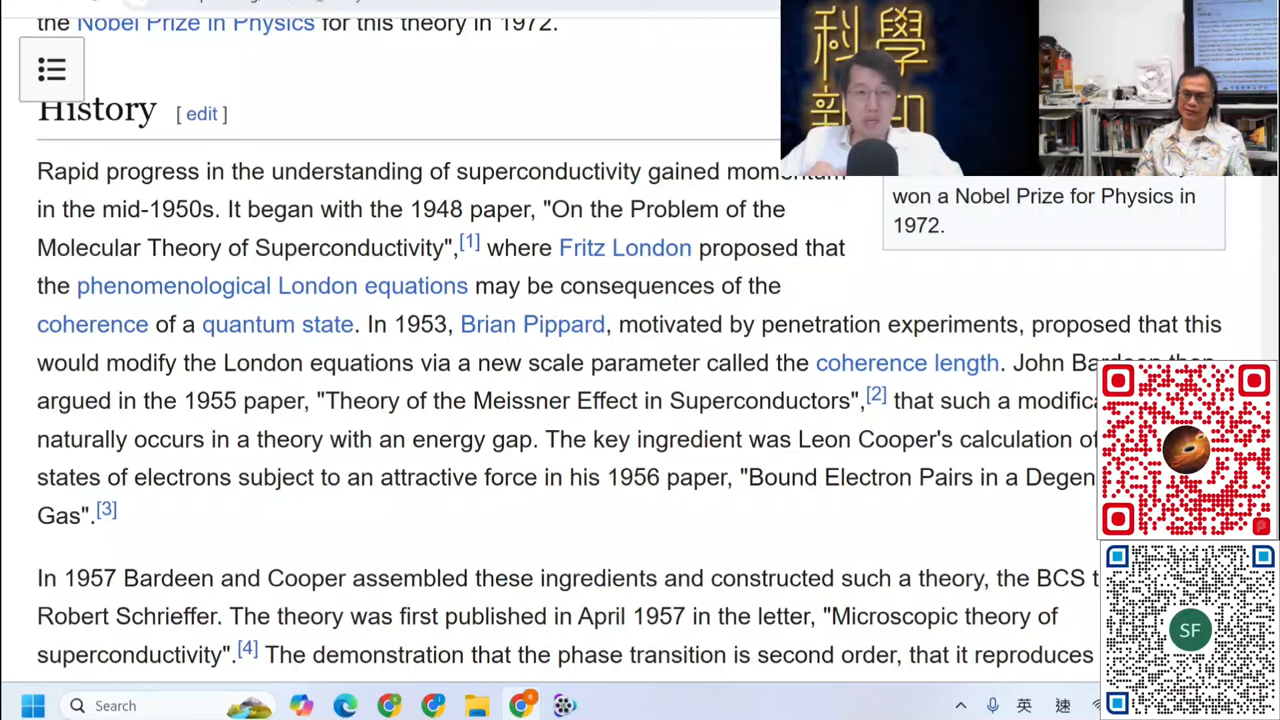 the Nobel Prize in Physics for this theory in 1972.
科學
新知
History [ edit ]
Rapid progress in the understanding of superconductivity gained momentum
in the mid-1950s. It began with the 1948 paper, "On the Problem of the
Molecular Theory of Superconductivity",[1] where Fritz London proposed that
the phenomenological London equations may be consequences of the
coherence of a quantum state. In 1953, Brian Pippard, motivated by penetration experiments, proposed that this
would modify the London equations via a new scale parameter called the coherence length. John Bardeen then
argued in the 1955 paper, "Theory of the Meissner Effect in Superconductors",[2] that such a modifica
naturally occurs in a theory with an energy gap. The key ingredient was Leon Cooper's calculation of
states of electrons subject to an attractive force in his 1956 paper, "Bound Electron Pairs in a Degen
Gas".[3]
won a Nobel Prize for Physics in
1972.
In 1957 Bardeen and Cooper assembled these ingredients and constructed such a theory, the BCS t
Robert Schrieffer. The theory was first published in April 1957 in the letter, "Microscopic theory of
superconductivity".[4] The demonstration that the phase transition is second order, that it reproduces
SF
Search
英
速